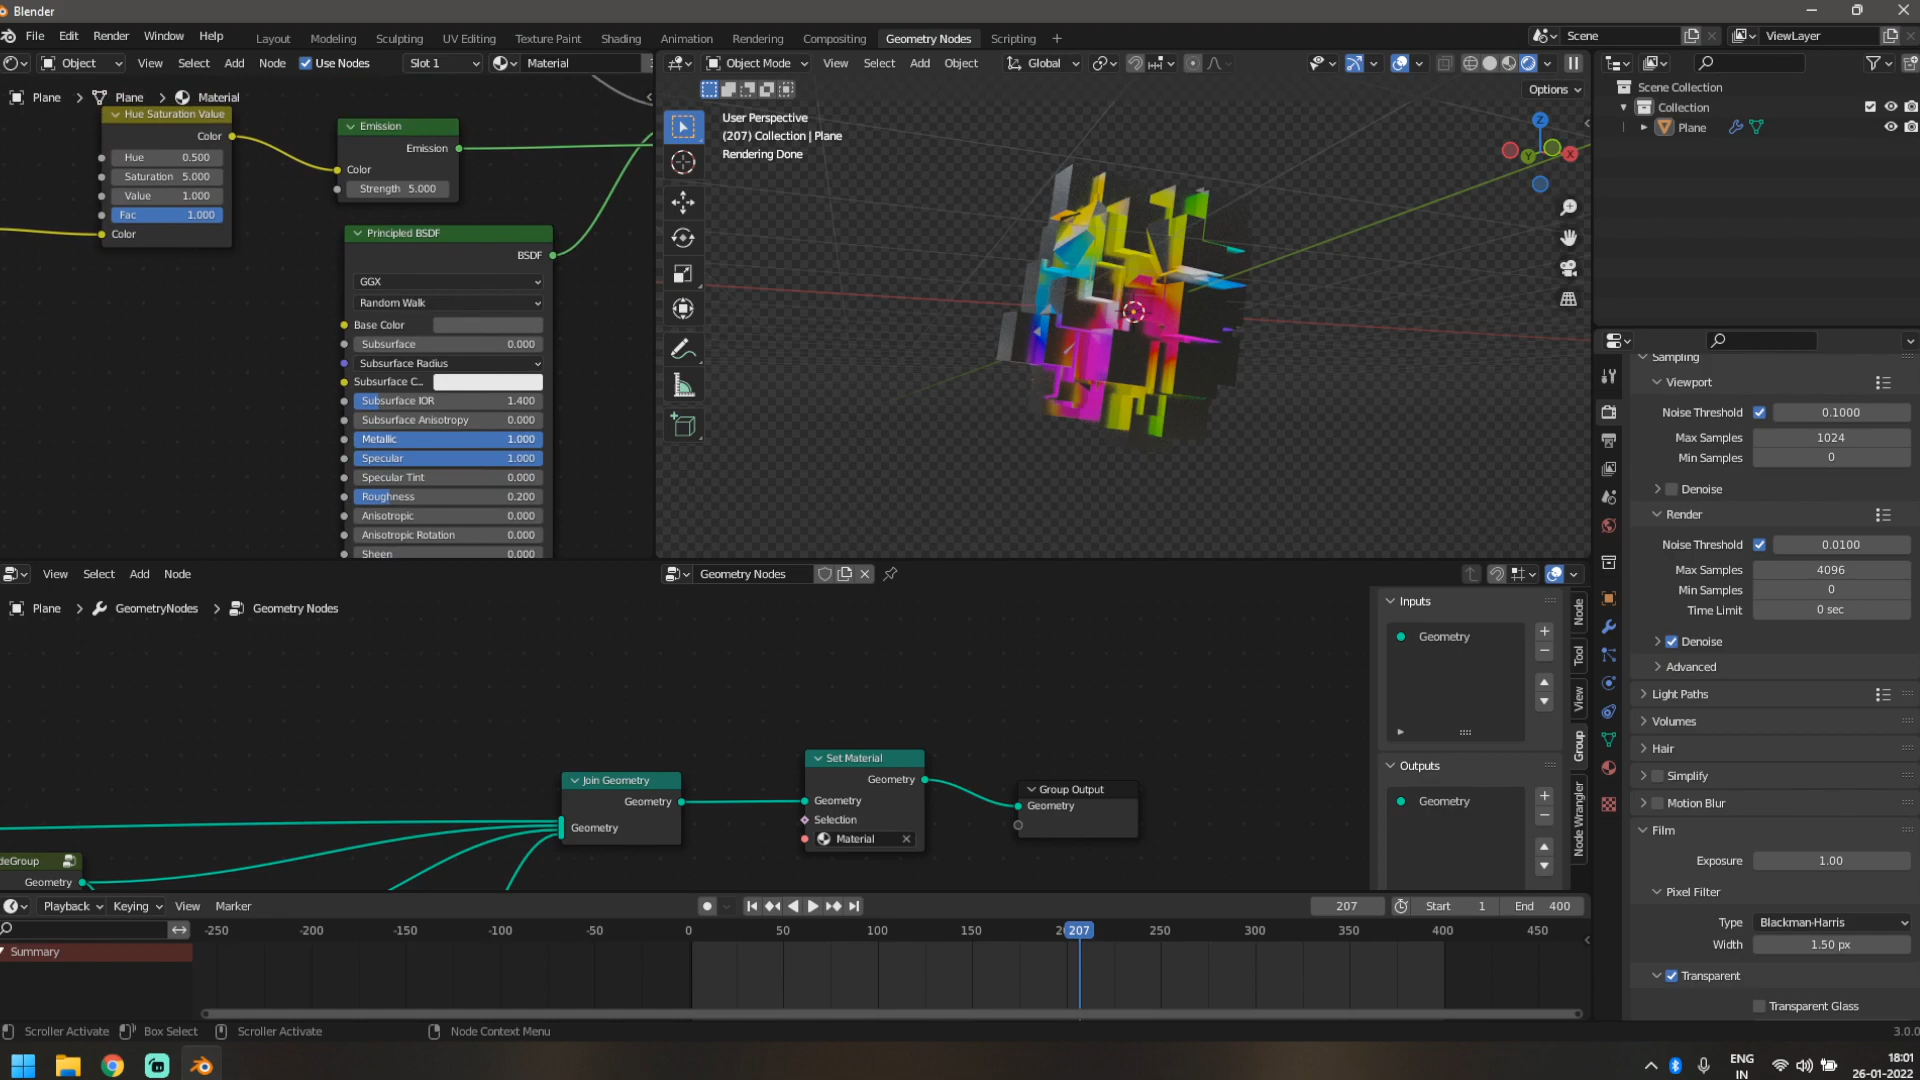 Blender
File Edit Render Window Help
Layout Modeling Sculpting UV Editing Texture Paint Shading Animation Rendering Compositing Geometry Nodes Scripting +
Scene
ViewLayer
Object View Select Add Node Use Nodes Slot 1 Material
Plane > Plane > Material
Hue Saturation Value
Color
Hue 0.500
Saturation 5.000
Value 1.000
Fac 1.000
Color
Emission
Emission
Color
Strength 5.000
Principled BSDF
BSDF
GGX
Random Walk
Base Color
Subsurface 0.000
Subsurface Radius
Subsurface C...
Subsurface IOR 1.400
Subsurface Anisotropy 0.000
Metallic 1.000
Specular 1.000
Specular Tint 0.000
Roughness 0.200
Anisotropic 0.000
Anisotropic Rotation 0.000
Sheen 0.000
Object Mode View Select Add Object Global
Options
User Perspective
(207) Collection | Plane
Rendering Done
Z
Y
X
Scene Collection
Collection
Plane
Sampling
Viewport
Noise Threshold 0.1000
Max Samples 1024
Min Samples 0
Denoise
Render
Noise Threshold 0.0100
Max Samples 4096
Min Samples 0
Time Limit 0 sec
Denoise
Advanced
Light Paths
Volumes
Hair
Simplify
Motion Blur
Film
Exposure 1.00
Pixel Filter
Type Blackman-Harris
Width 1.50 px
Transparent
Transparent Glass
View Select Add Node Geometry Nodes
Plane > GeometryNodes > Geometry Nodes
Join Geometry
Geometry
Geometry
Set Material
Geometry
Geometry
Selection
Material
Group Output
Geometry
deGroup
Geometry
Inputs
Geometry
Outputs
Geometry
Node
Tool
View
Group
Node Wrangler
Playback Keying View Marker
207 Start 1 End 400
-250 -200 -150 -100 -50 0 50 100 150 2 207 250 300 350 400 450
Summary
Scroller Activate Box Select Scroller Activate Node Context Menu
3.0.0
ENG
IN
18:01
26-01-2022